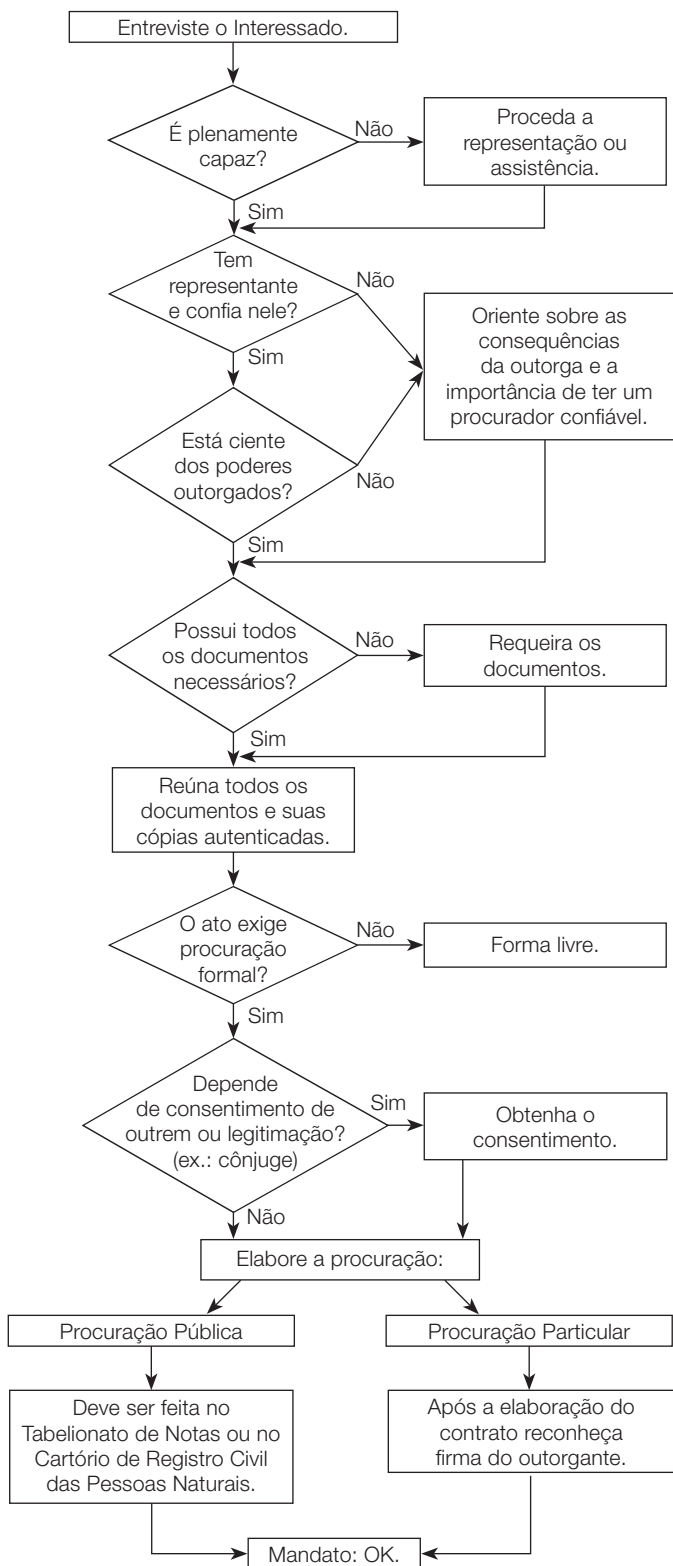 Entreviste o Interessado.
É plenamente
capaz?
Não
Proceda a
representação ou
assistência.
Sim
Tem
representante
e confia nele?
Não
Oriente sobre as
consequências
da outorga e a
importância de ter um
procurador confiável.
Sim
Está ciente
dos poderes
outorgados?
Não
Sim
Possui todos
os documentos
necessários?
Não
Requeira os
documentos.
Sim
Reúna todos os
documentos e suas
cópias autenticadas.
O ato exige
procuração
formal?
Não
Forma livre.
Sim
Depende
de consentimento de
outrem ou legitimação?
(ex.: cônjuge)
Sim
Obtenha o
consentimento.
Não
Elabore a procuração:
Procuração Pública
Procuração Particular
Deve ser feita no
Tabelionato de Notas ou no
Cartório de Registro Civil
das Pessoas Naturais.
Após a elaboração do
contrato reconheça
firma do outorgante.
Mandato: OK.